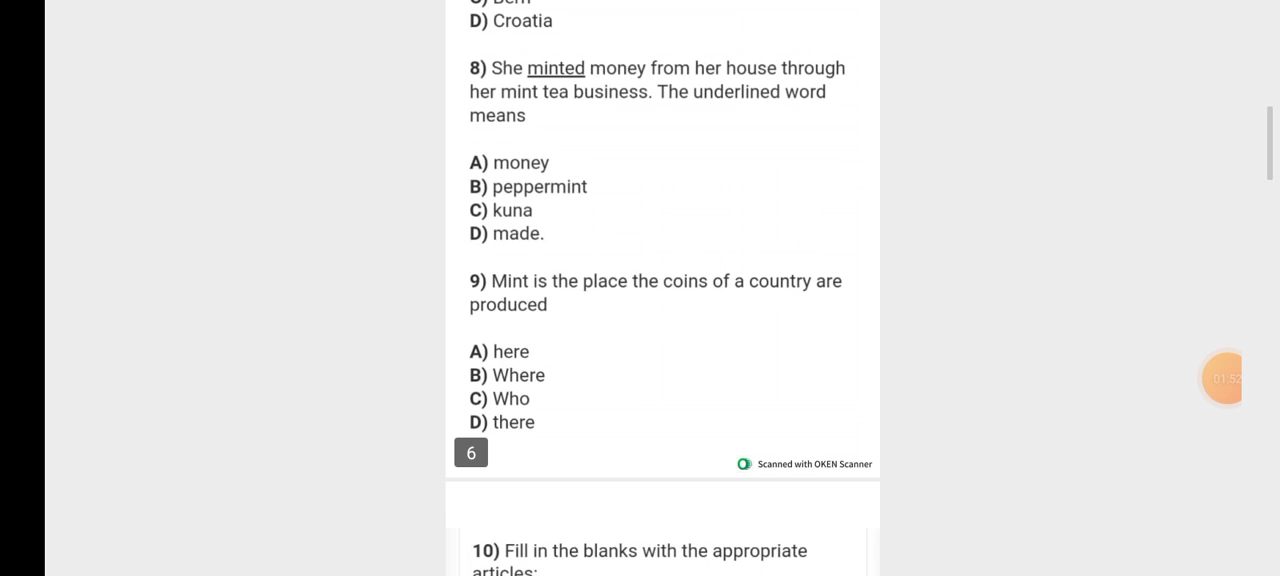 D) Croatia
8) She minted money from her house through
her mint tea business. The underlined word
means
A) money
B) peppermint
C) kuna
D) made.
9) Mint is the place the coins of a country are
produced
A) here
B) Where
C) Who
D) there
6
Scanned with OKEN Scanner
01:52
10) Fill in the blanks with the appropriate
articles: